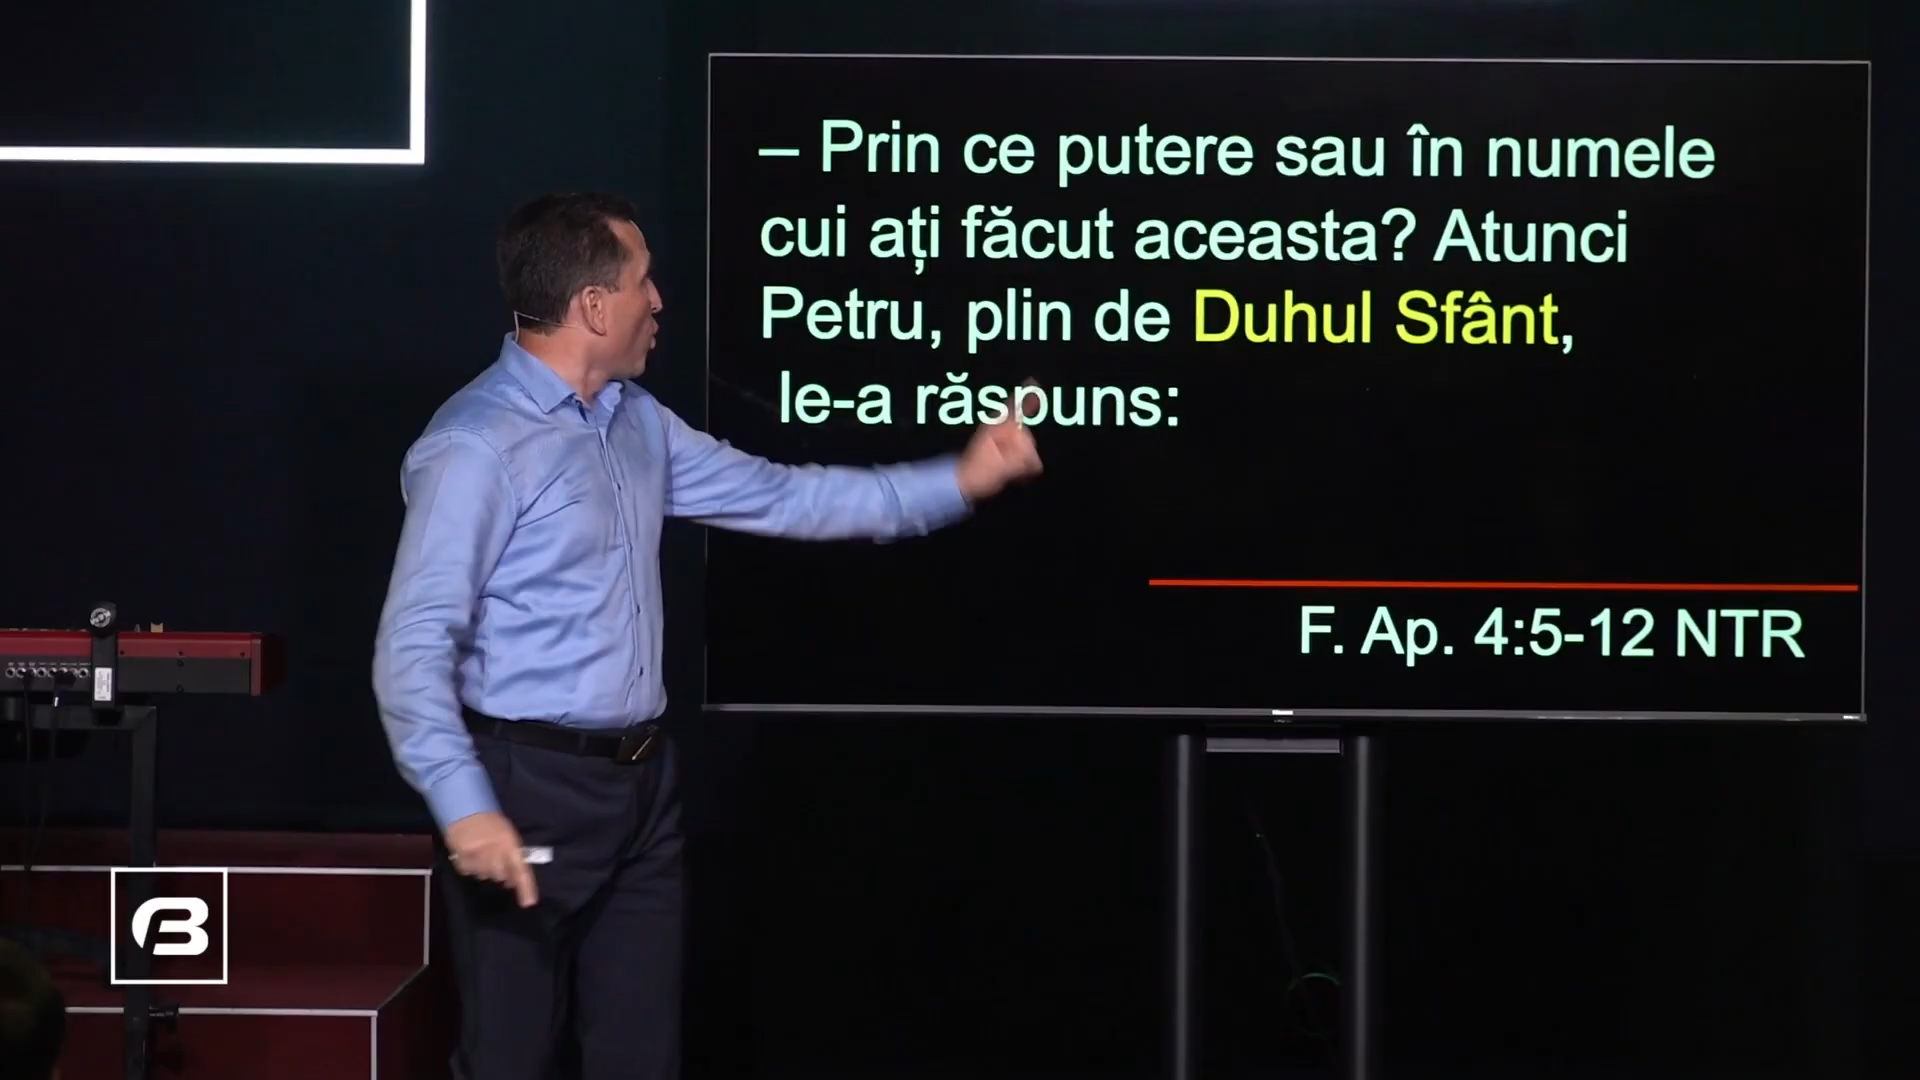 – Prin ce putere sau în numele
cui ați făcut aceasta? Atunci
Petru, plin de Duhul Sfânt,
le-a răspuns:
F. Ap. 4:5-12 NTR